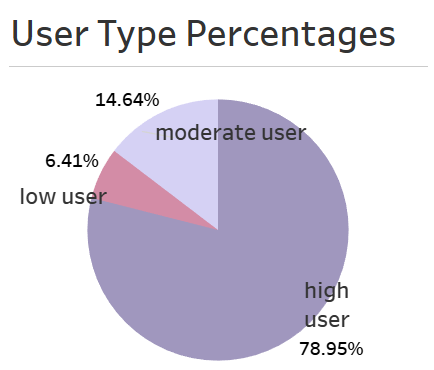 User Type Percentages
14.64%
moderate user
6.41%
low user
high
user
78.95%